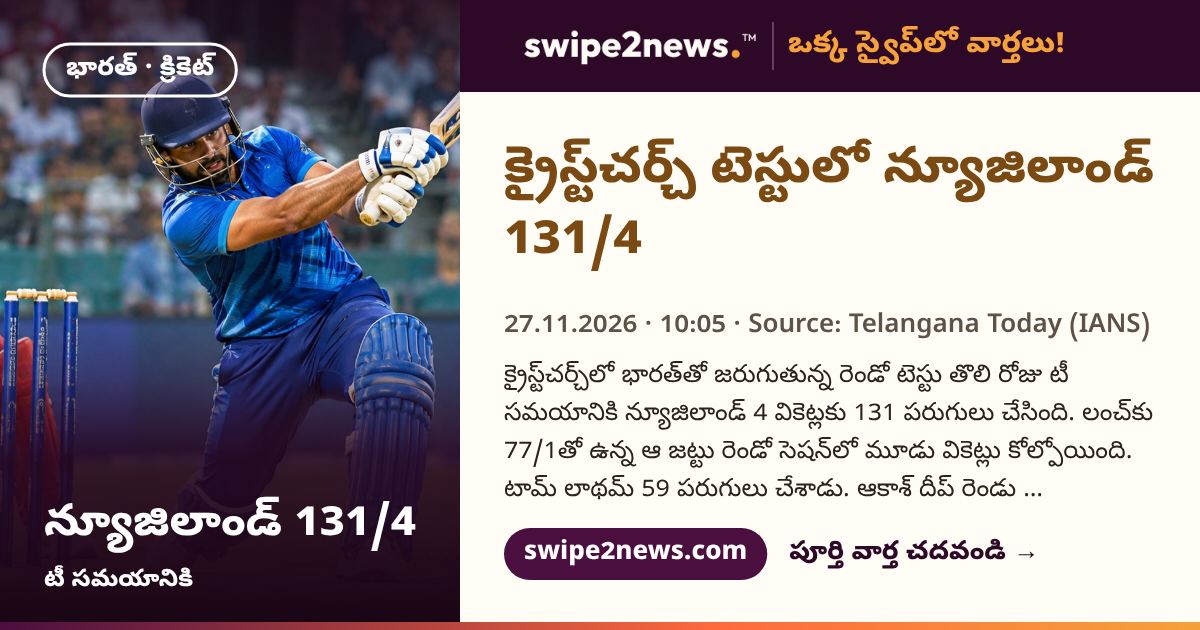 భారత్ · క్రికెట్
న్యూజిలాండ్ 131/4
టీ సమయానికి
swipe2news.™ ఒక్క స్వైప్‌లో వార్తలు!
క్రైస్ట్‌చర్చ్ టెస్టులో న్యూజిలాండ్
131/4
27.11.2026 · 10:05 · Source: Telangana Today (IANS)
క్రైస్ట్‌చర్చ్‌లో భారత్‌తో జరుగుతున్న రెండో టెస్టు తొలి రోజు టీ
సమయానికి న్యూజిలాండ్ 4 వికెట్లకు 131 పరుగులు చేసింది. లంచ్‌కు
77/1తో ఉన్న ఆ జట్టు రెండో సెషన్‌లో మూడు వికెట్లు కోల్పోయింది.
టామ్ లాథమ్ 59 పరుగులు చేశాడు. ఆకాశ్ దీప్ రెండు ...
swipe2news.com పూర్తి వార్త చదవండి →